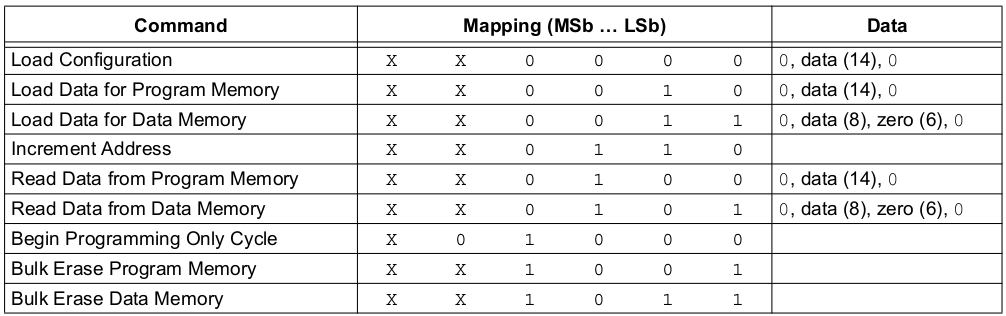 Command Mapping (MSb … LSb) Data
Load Configuration X X 0 0 0 0 0, data (14), 0
Load Data for Program Memory X X 0 0 1 0 0, data (14), 0
Load Data for Data Memory X X 0 0 1 1 0, data (8), zero (6), 0
Increment Address X X 0 1 1 0
Read Data from Program Memory X X 0 1 0 0 0, data (14), 0
Read Data from Data Memory X X 0 1 0 1 0, data (8), zero (6), 0
Begin Programming Only Cycle X 0 1 0 0 0
Bulk Erase Program Memory X X 1 0 0 1
Bulk Erase Data Memory X X 1 0 1 1